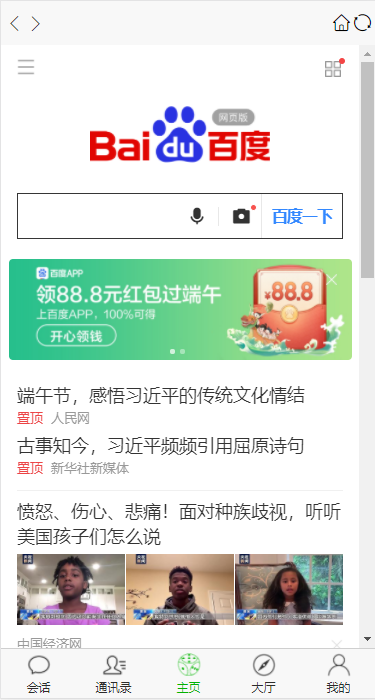 网页版
Bai du 百度
百度一下
百度APP
领88.8元红包过端午
¥88.8
上百度APP，100%可得
开心领钱
端午节，感悟习近平的传统文化情结
置顶 人民网
古事知今，习近平频频引用屈原诗句
置顶 新华社新媒体
愤怒、伤心、悲痛！面对种族歧视，听听
美国孩子们怎么说
中国经济网
会话 通讯录 主页 大厅 我的